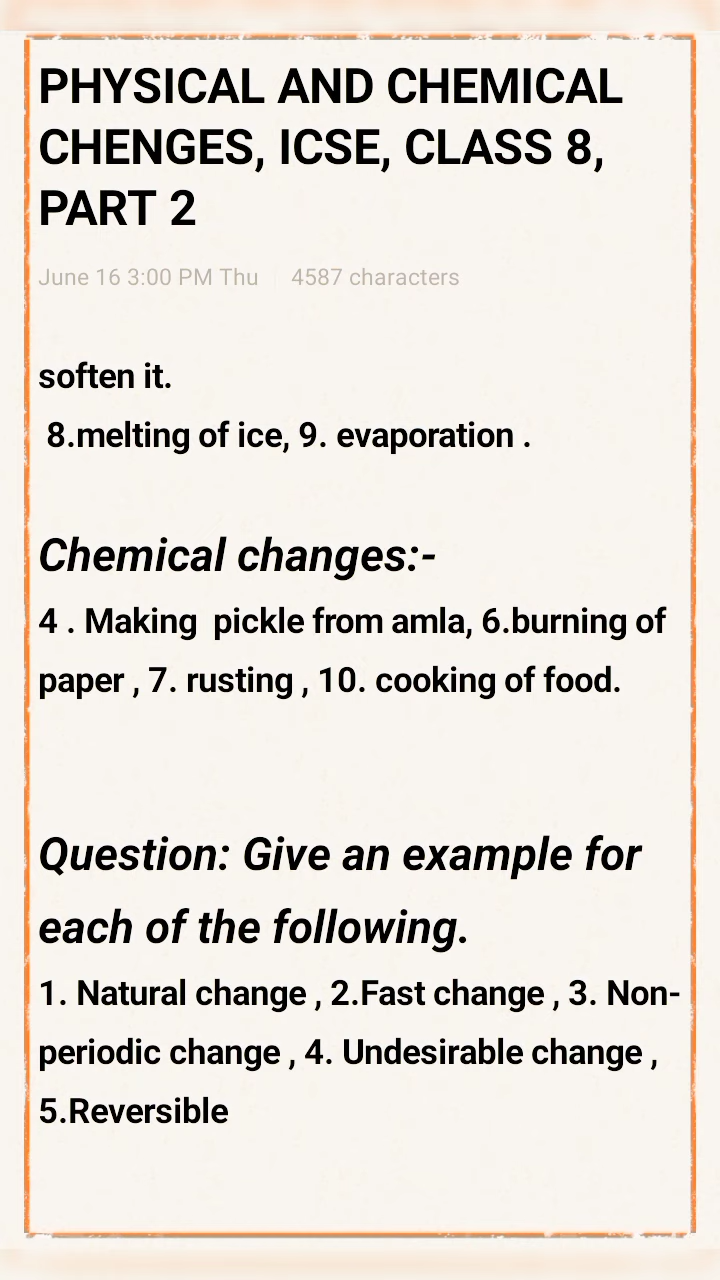 PHYSICAL AND CHEMICAL
CHENGES, ICSE, CLASS 8,
PART 2
June 16 3:00 PM Thu | 4587 characters
soften it.
8.melting of ice, 9. evaporation .
Chemical changes:-
4 . Making pickle from amla, 6.burning of
paper , 7. rusting , 10. cooking of food.
Question: Give an example for
each of the following.
1. Natural change , 2.Fast change , 3. Non-
periodic change , 4. Undesirable change ,
5.Reversible